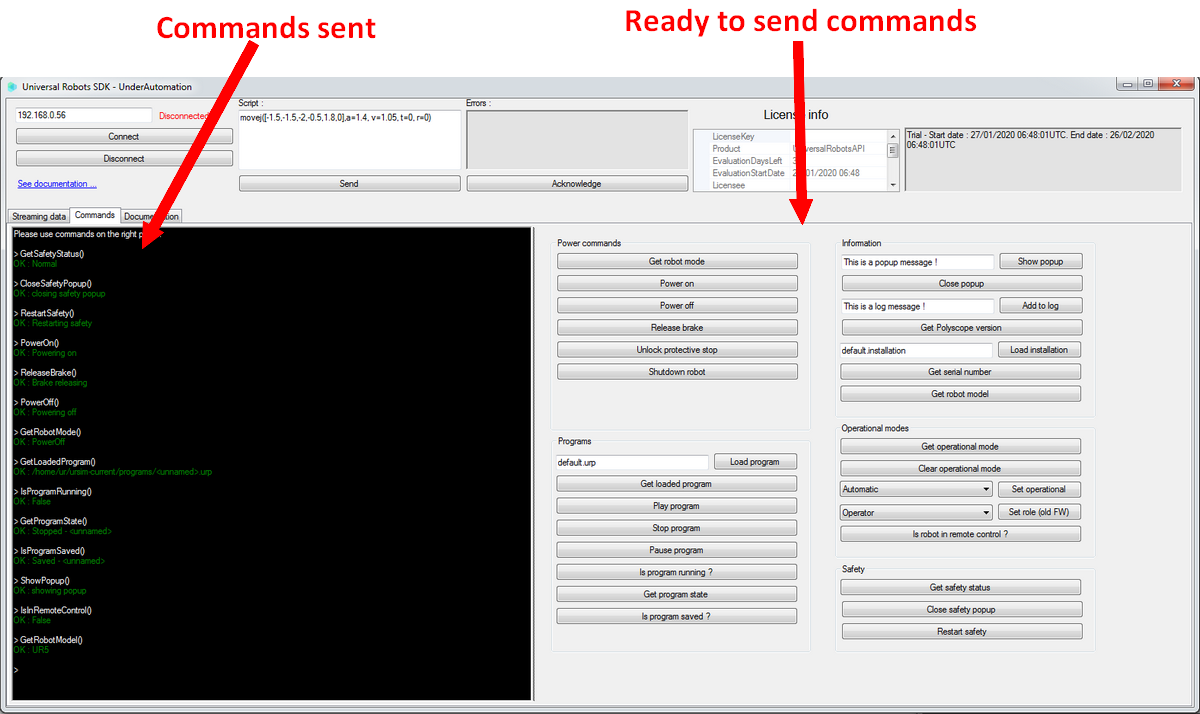 Commands sent
Ready to send commands
Universal Robots SDK - UnderAutomation
192.168.0.56
Disconnected
Connect
Disconnect
See documentation ...
Script :
movej([-1.5,-1.5,-2,-0.5,1.8,0],a=1.4, v=1.05, t=0, r=0)
Send
Errors :
Acknowledge
info
LicenseKey
Product
EvaluationDaysLeft
EvaluationStartDate
01/2020 06:48
Licensee
Trial - Start date : 27/01/2020 06:48:01UTC. End date : 26/02/2020
06:48:01UTC
Streaming data
Commands
Please use commands on the right
> GetSafetyStatus()
OK : Normal
> CloseSafetyPopup()
OK : closing safety popup
> RestartSafety()
OK : Restarting safety
> PowerOn()
OK : Powering on
> ReleaseBrake()
OK : Brake releasing
> PowerOff()
OK : Powering off
> GetRobotMode()
OK : PowerOff
> GetLoadedProgram()
OK : /home/ur/ursim-current/programs/<unnamed>.urp
> IsProgramRunning()
OK : False
> GetProgramState()
OK : Stopped - <unnamed>
> IsProgramSaved()
OK : Saved - <unnamed>
> ShowPopup()
OK : showing popup
> IsInRemoteControl()
OK : False
> GetRobotModel()
OK : UR5
>
Power commands
Get robot mode
Power on
Power off
Release brake
Unlock protective stop
Shutdown robot
Programs
default.urp
Load program
Get loaded program
Play program
Stop program
Pause program
Is program running ?
Get program state
Is program saved ?
Information
This is a popup message !
Show popup
Close popup
This is a log message !
Add to log
Get Polyscope version
default.installation
Load installation
Get serial number
Get robot model
Operational modes
Get operational mode
Clear operational mode
Automatic
Set operational
Operator
Set role (old FW)
Is robot in remote control ?
Safety
Get safety status
Close safety popup
Restart safety